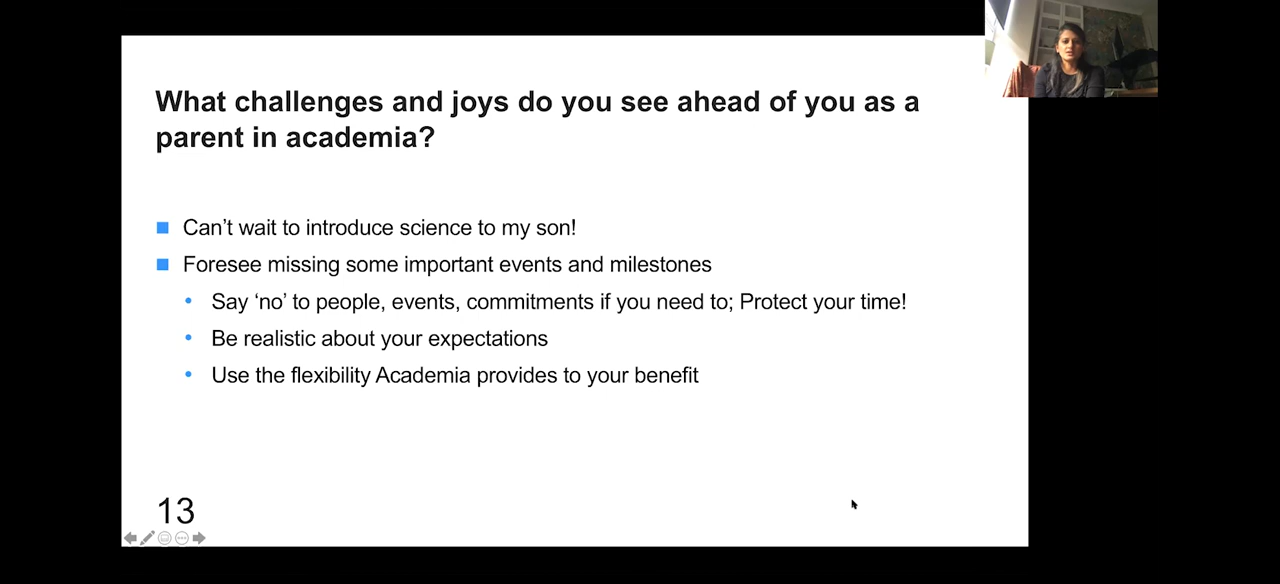 What challenges and joys do you see ahead of you as a
parent in academia?
Can’t wait to introduce science to my son!
Foresee missing some important events and milestones
Say ‘no’ to people, events, commitments if you need to; Protect your time!
Be realistic about your expectations
Use the flexibility Academia provides to your benefit
13